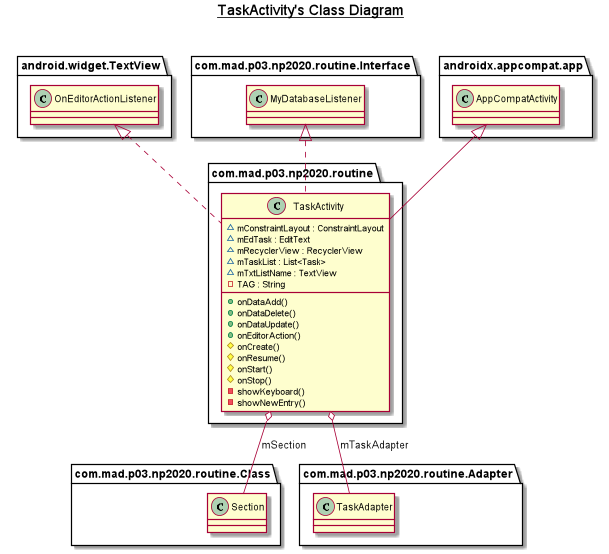 TaskActivity's Class Diagram
android.widget.TextView
com.mad.p03.np2020.routine.Interface
androidx.appcompat.app
C OnEditorActionListener
C MyDatabaseListener
C AppCompatActivity
com.mad.p03.np2020.routine
C TaskActivity
mConstraintLayout : ConstraintLayout
mEdTask : EditText
mRecyclerView : RecyclerView
mTaskList : List<Task>
mTxtListName : TextView
TAG : String
onDataAdd()
onDataDelete()
onDataUpdate()
onEditorAction()
onCreate()
onResume()
onStart()
onStop()
showKeyboard()
showNewEntry()
mSection
mTaskAdapter
com.mad.p03.np2020.routine.Class
com.mad.p03.np2020.routine.Adapter
C Section
C TaskAdapter